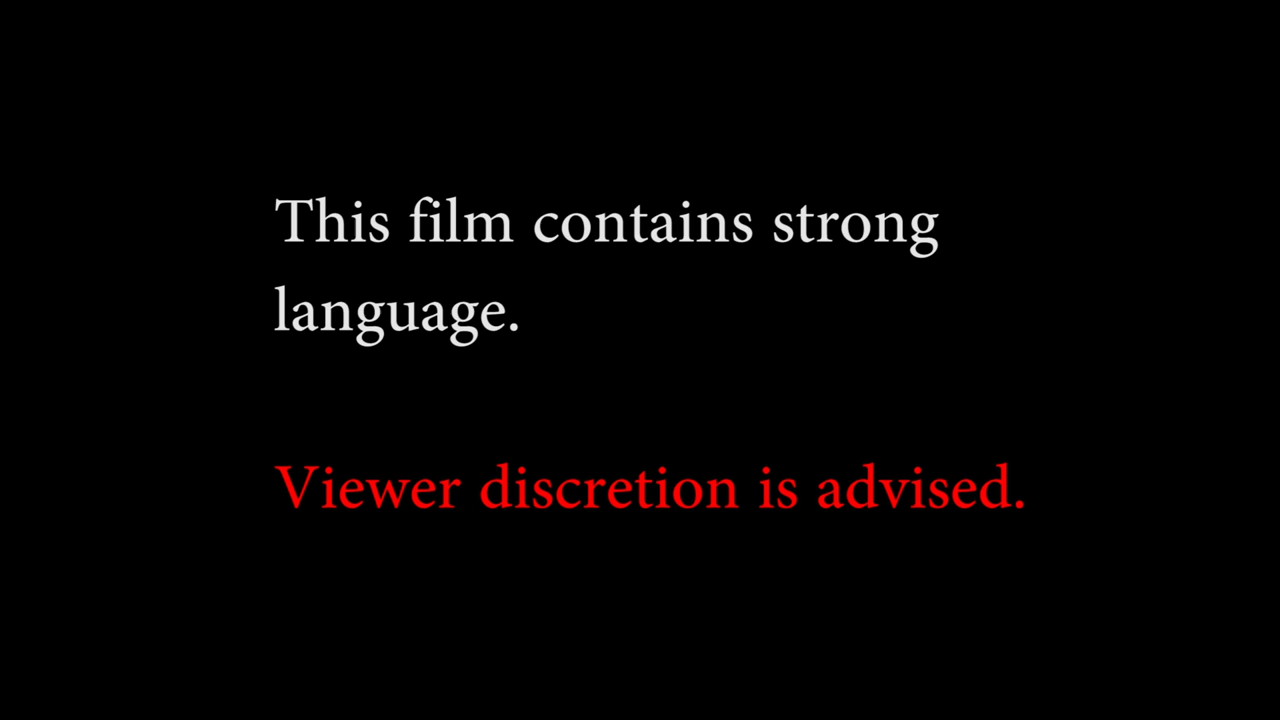 This film contains strong
language.
Viewer discretion is advised.